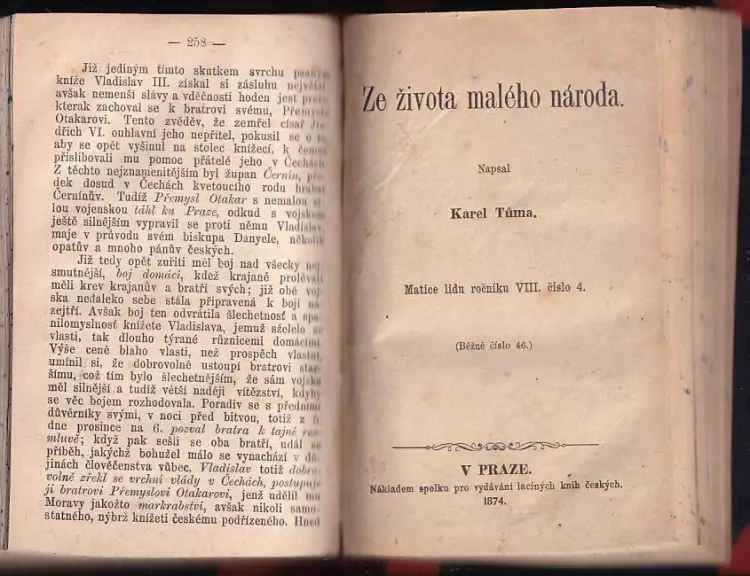 — 258 —
Již jediným tímto skutkem svrchu
kníže Vladislav III. získal si zásluhu
avšak nemenší slávy a vděčnosti hoden jest
kterak zachoval se k bratrovi svému,
Otakarovi. Tento zvěděv, že zemřel císař
dřich VI. ouhlavní jeho nepřítel, pokusil se
aby se opět vyšinul na stolec knížecí, k
přislibovali mu pomoc přátelé jeho v Čechách
Z těchto nejznamenitějším byl župan Černín,
dek dosud v Čechách kvetoucího rodu
Černínův. Tudíž Přemysl Otakar s nemalou
lou vojenskou táhl ku Praze, odkud s
ještě silnějším vypravil se proti němu
maje v průvodu svém biskupa Danyele,
opatův a mnoho pánův českých.
Již tedy opět zuřiti měl boj nad všecky
smutnější, boj domácí, kdež krajané
měli krev krajanův a bratří svých; již obě
ska nedaleko sebe stála připravená k boji
zejtří. Avšak boj ten odvrátila šlechetnost a
nilomyslnost knížete Vladislava, jemuž želelo
vlasti, tak dlouho týrané různicemi domácími
Výše cené blaho vlasti, než prospěch vlastní
umínil si, že dobrovolně ustoupí bratrovi
šímu, což tím bylo šlechetnějším, že sám
měl silnější a tudíž větší naději vítězství, kdyby
se věc bojem rozhodovala. Poradiv se s předními
důvěrníky svými, v noci před bitvou, totiž z
dne prosince na 6. pozval bratra k tajné
mluvě; když pak sešli se oba bratří, udál
příběh, jakýchž bohužel málo se vynachází v
jinách člověčenstva vůbec. Vladislav totiž
volně zřekl se vrchní vlády v Čechách,
ji bratrovi Přemyslovi Otakarovi, jenž udělil mu
Moravy jakožto markrabství, avšak nikoli
statného, nýbrž knížeti českému podřízeného. Hned
Ze života malého národa.
Napsal
Karel Tůma.
Matice lidu ročníku VIII. číslo 4.
(Běžné číslo 46.)
V PRAZE.
Nákladem spolku pro vydávání laciných knih českých.
1874.